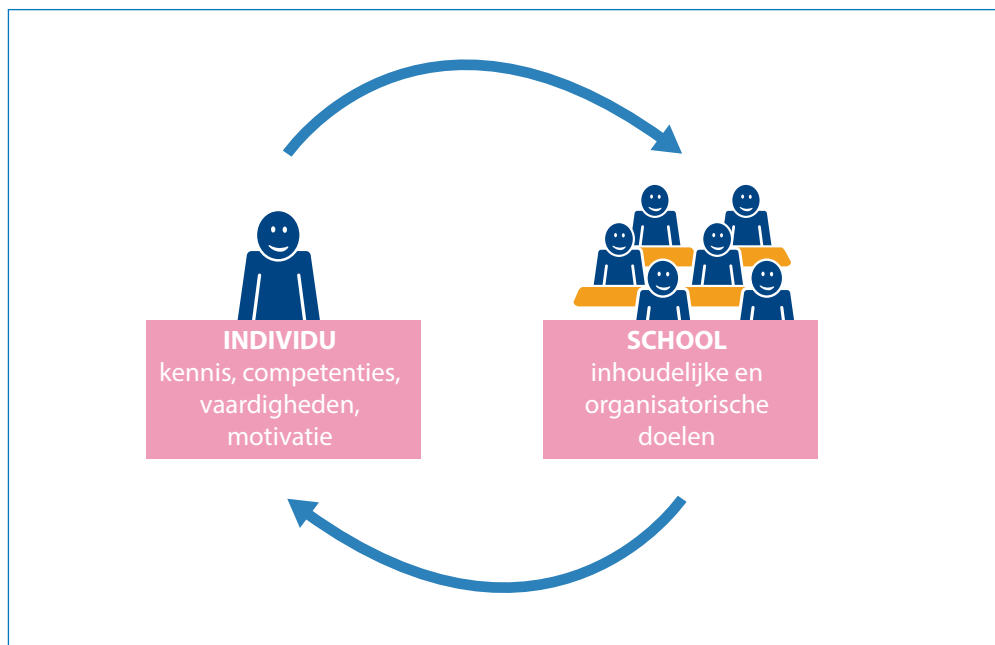 INDIVIDU
kennis, competenties,
vaardigheden,
motivatie
SCHOOL
inhoudelijke en
organisatorische
doelen